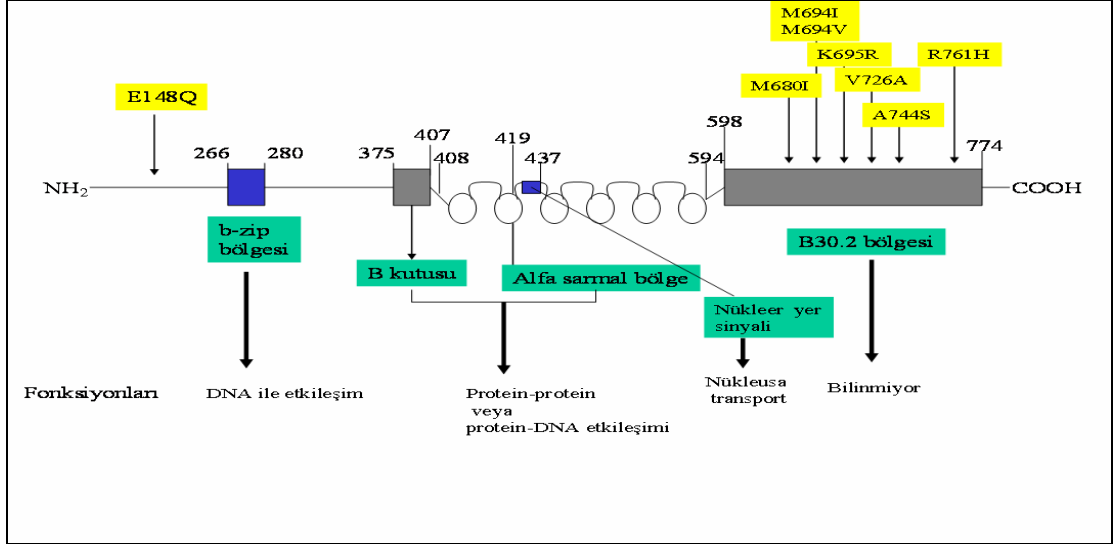 M694I
M694V
K695R
R761H
M680I
V726A
E148Q
A744S
266
280
375
407
408
419
437
598
594
774
NH2
COOH
b-zip
bölgesi
B kutusu
Alfa sarmal bölge
B30.2 bölgesi
Nükleer yer
sinyali
Fonksiyonları
DNA ile etkileşim
Protein-protein
veya
protein-DNA etkileşimi
Nükleusa
transport
Bilinmiyor